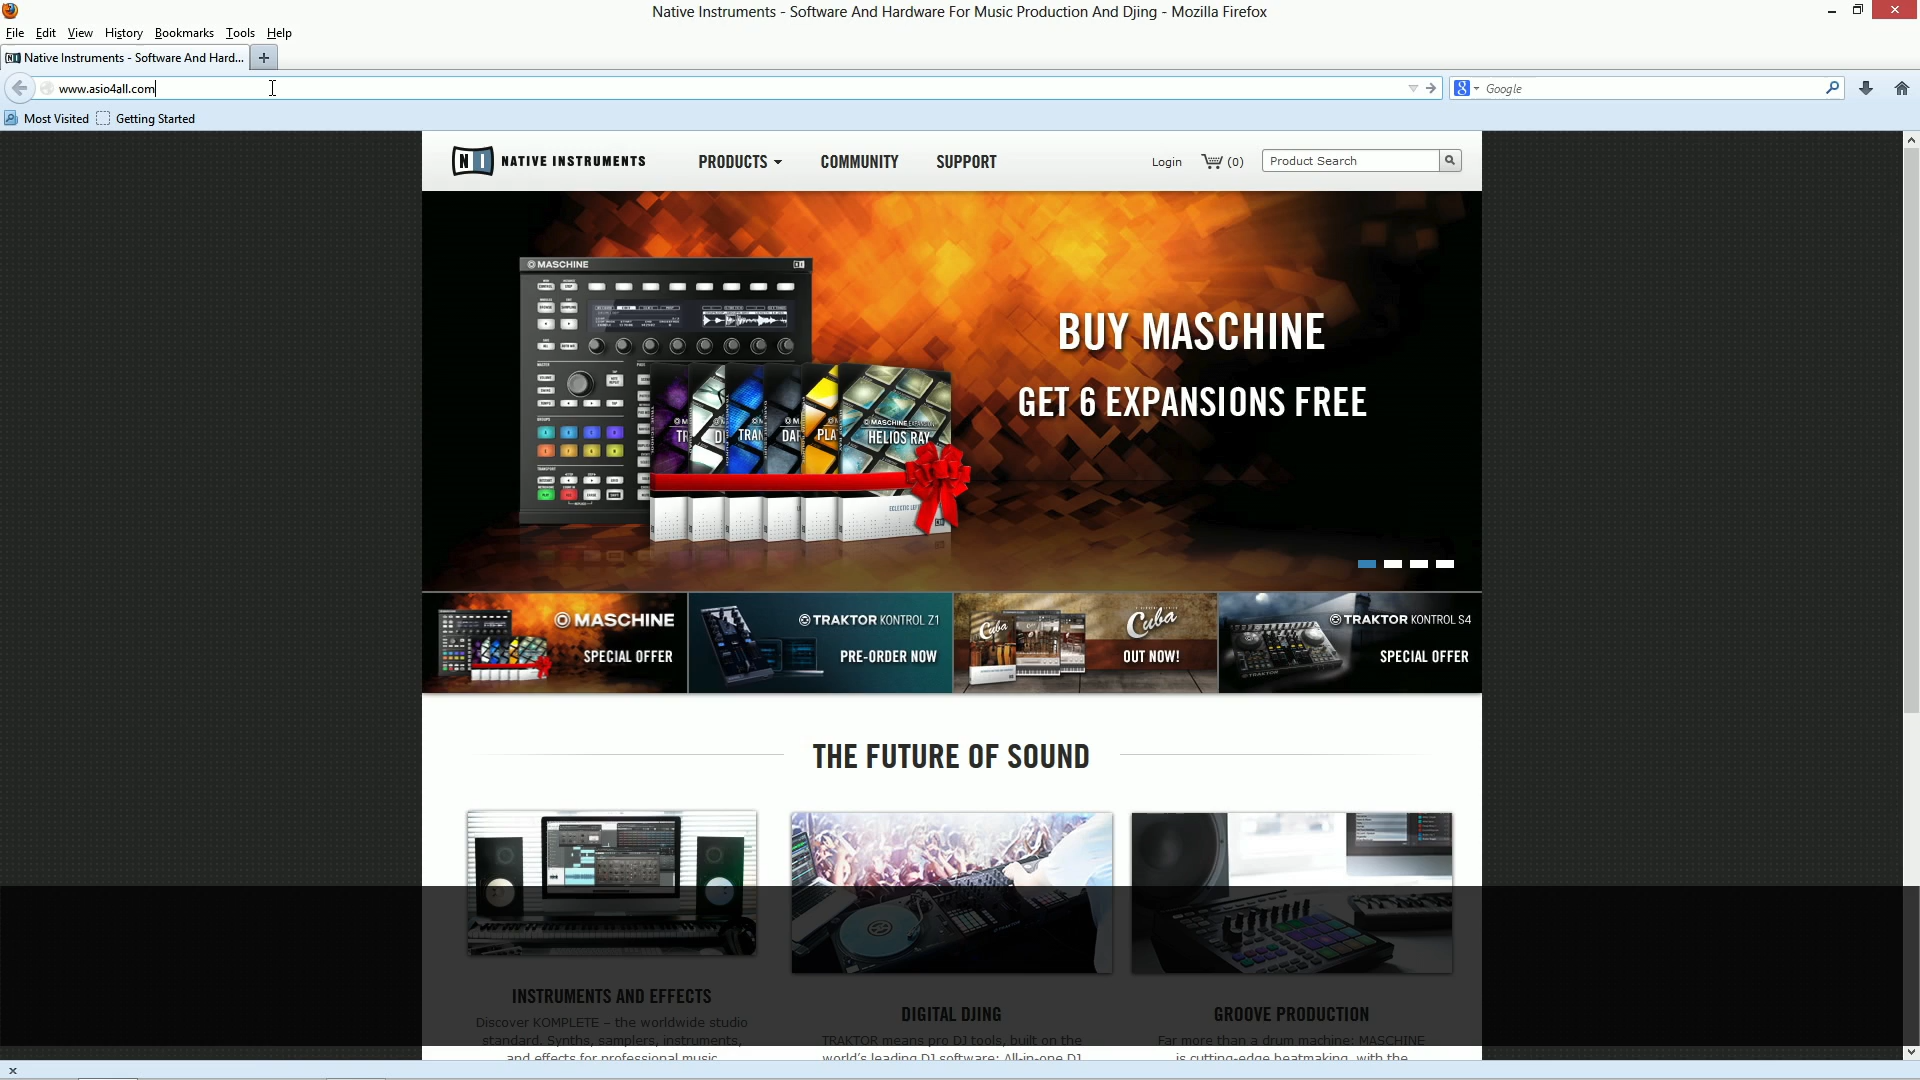 Native Instruments - Software And Hardware For Music Production And Djing - Mozilla Firefox
File Edit View History Bookmarks Tools Help
Native Instruments - Software And Hard...
www.asio4all.com
Google
Most Visited Getting Started
NATIVE INSTRUMENTS
PRODUCTS COMMUNITY SUPPORT
Login (0) Product Search
MASCHINE
BUY MASCHINE
GET 6 EXPANSIONS FREE
HELIOS RAY
MASCHINE
SPECIAL OFFER
TRAKTOR KONTROL Z1
PRE-ORDER NOW
Cuba
Cuba
OUT NOW!
TRAKTOR KONTROL S4
SPECIAL OFFER
THE FUTURE OF SOUND
INSTRUMENTS AND EFFECTS
Discover KOMPLETE – the worldwide studio
standard. Synths, samplers, instruments,
and effects for professional music
DIGITAL DJING
TRAKTOR means pro DJ tools, built on the
world's leading DJ software: All-in-one DJ
GROOVE PRODUCTION
Far more than a drum machine: MASCHINE
is cutting-edge beatmaking, with the